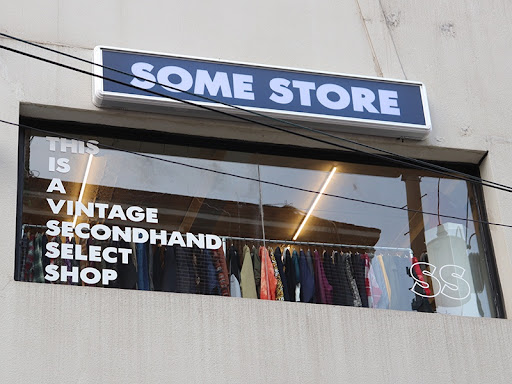 SOME STORE
THIS
IS
A
VINTAGE
SECONDHAND
SELECT
SHOP
SS